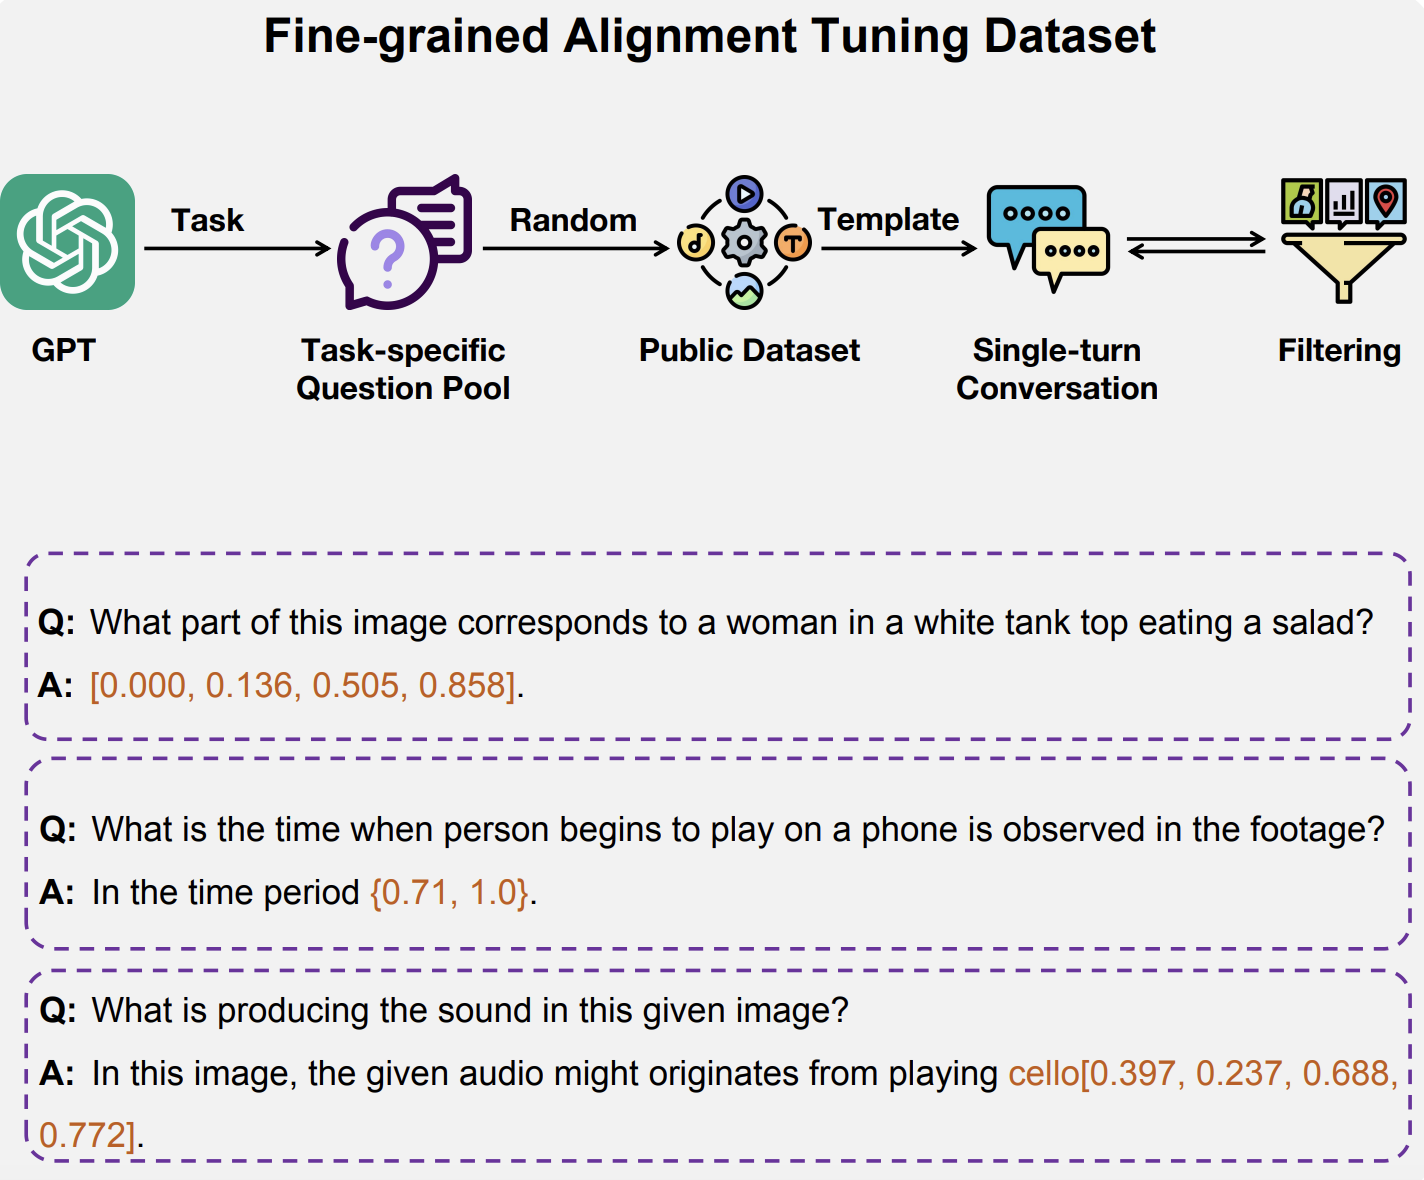 Fine-grained Alignment Tuning Dataset
Task
Random
Template
GPT
Task-specific
Question Pool
Public Dataset
Single-turn
Conversation
Filtering
Q: What part of this image corresponds to a woman in a white tank top eating a salad?
A: [0.000, 0.136, 0.505, 0.858].
Q: What is the time when person begins to play on a phone is observed in the footage?
A: In the time period {0.71, 1.0}.
Q: What is producing the sound in this given image?
A: In this image, the given audio might originates from playing cello[0.397, 0.237, 0.688,
0.772].